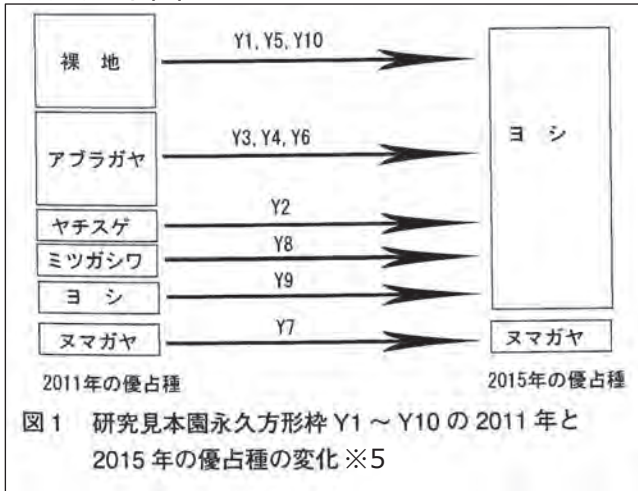 裸 地
Y1, Y5, Y10
アブラガヤ
Y3, Y4, Y6
ヨ シ
ヤチスゲ
Y2
ミツガシワ
Y8
ヨ シ
Y9
ヌマガヤ
Y7
ヌマガヤ
2011年の優占種
2015年の優占種
図1 研究見本園永久方形枠 Y1 ~ Y10 の 2011 年と
2015 年の優占種の変化 ※5